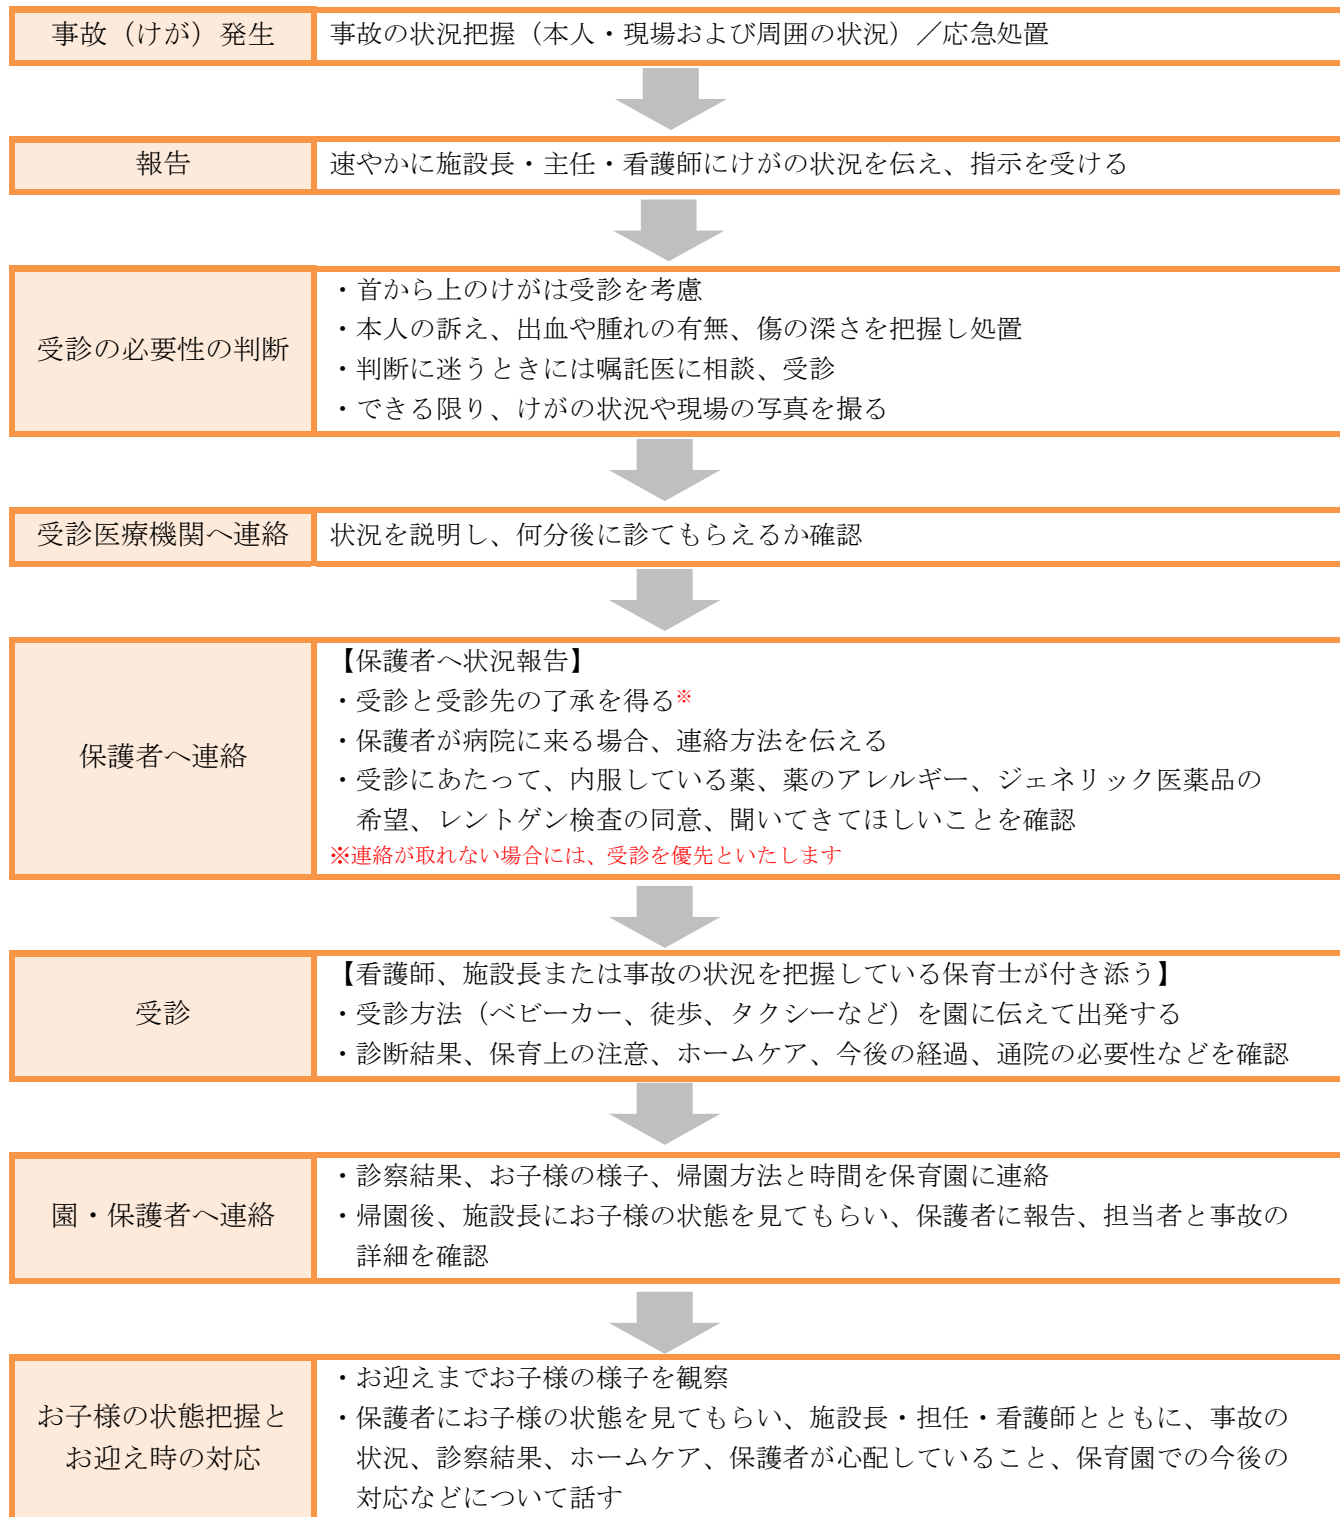 事故（けが）発生
事故の状況把握（本人・現場および周囲の状況）／応急処置
報告
速やかに施設長・主任・看護師にけがの状況を伝え、指示を受ける
受診の必要性の判断
・首から上のけがは受診を考慮
・本人の訴え、出血や腫れの有無、傷の深さを把握し処置
・判断に迷うときには嘱託医に相談、受診
・できる限り、けがの状況や現場の写真を撮る
受診医療機関へ連絡
状況を説明し、何分後に診てもらえるか確認
保護者へ連絡
【保護者へ状況報告】
・受診と受診先の了承を得る※
・保護者が病院に来る場合、連絡方法を伝える
・受診にあたって、内服している薬、薬のアレルギー、ジェネリック医薬品の
希望、レントゲン検査の同意、聞いてきてほしいことを確認
※連絡が取れない場合には、受診を優先といたします
受診
【看護師、施設長または事故の状況を把握している保育士が付き添う】
・受診方法（ベビーカー、徒歩、タクシーなど）を園に伝えて出発する
・診断結果、保育上の注意、ホームケア、今後の経過、通院の必要性などを確認
園・保護者へ連絡
・診察結果、お子様の様子、帰園方法と時間を保育園に連絡
・帰園後、施設長にお子様の状態を見てもらい、保護者に報告、担当者と事故の
詳細を確認
お子様の状態把握と
お迎え時の対応
・お迎えまでお子様の様子を観察
・保護者にお子様の状態を見てもらい、施設長・担任・看護師とともに、事故の
状況、診察結果、ホームケア、保護者が心配していること、保育園での今後の
対応などについて話す